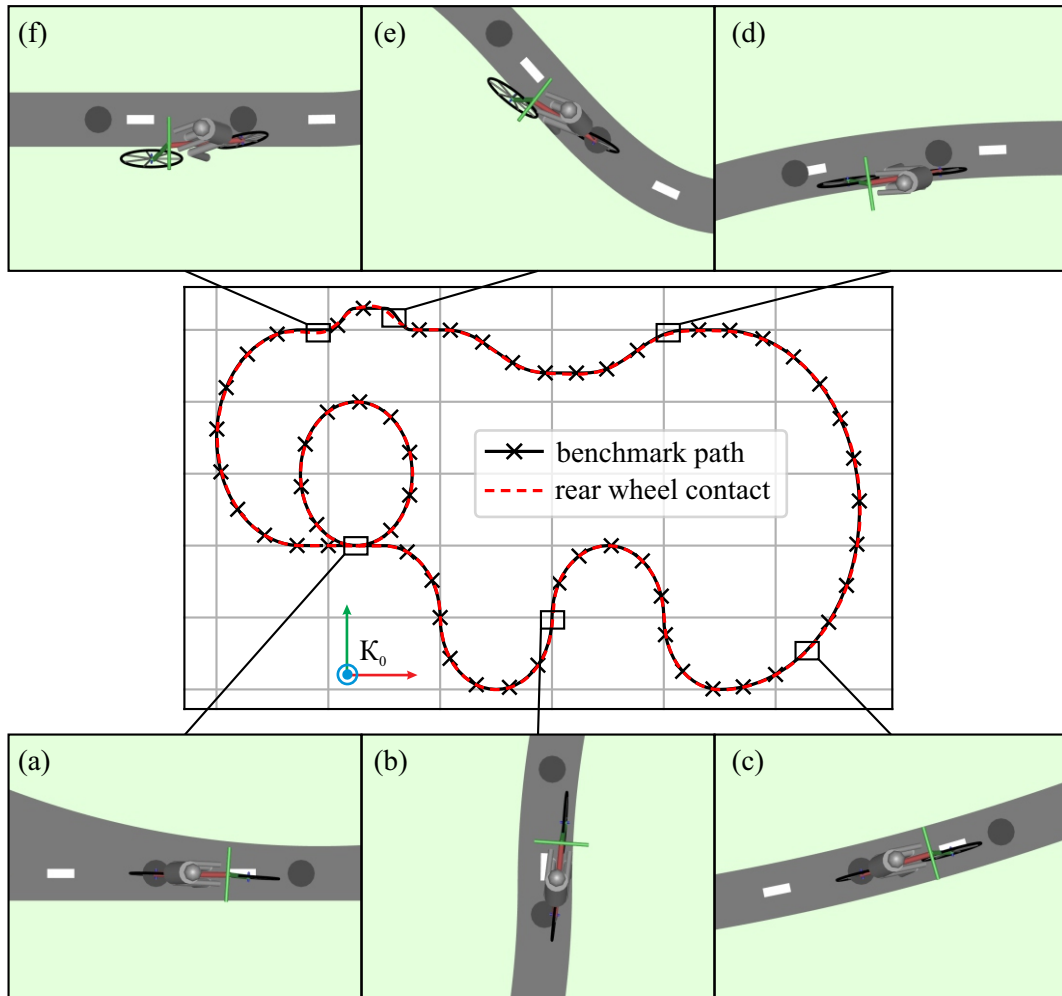 (f)
(e)
(d)
benchmark path
rear wheel contact
K₀
(a)
(b)
(c)